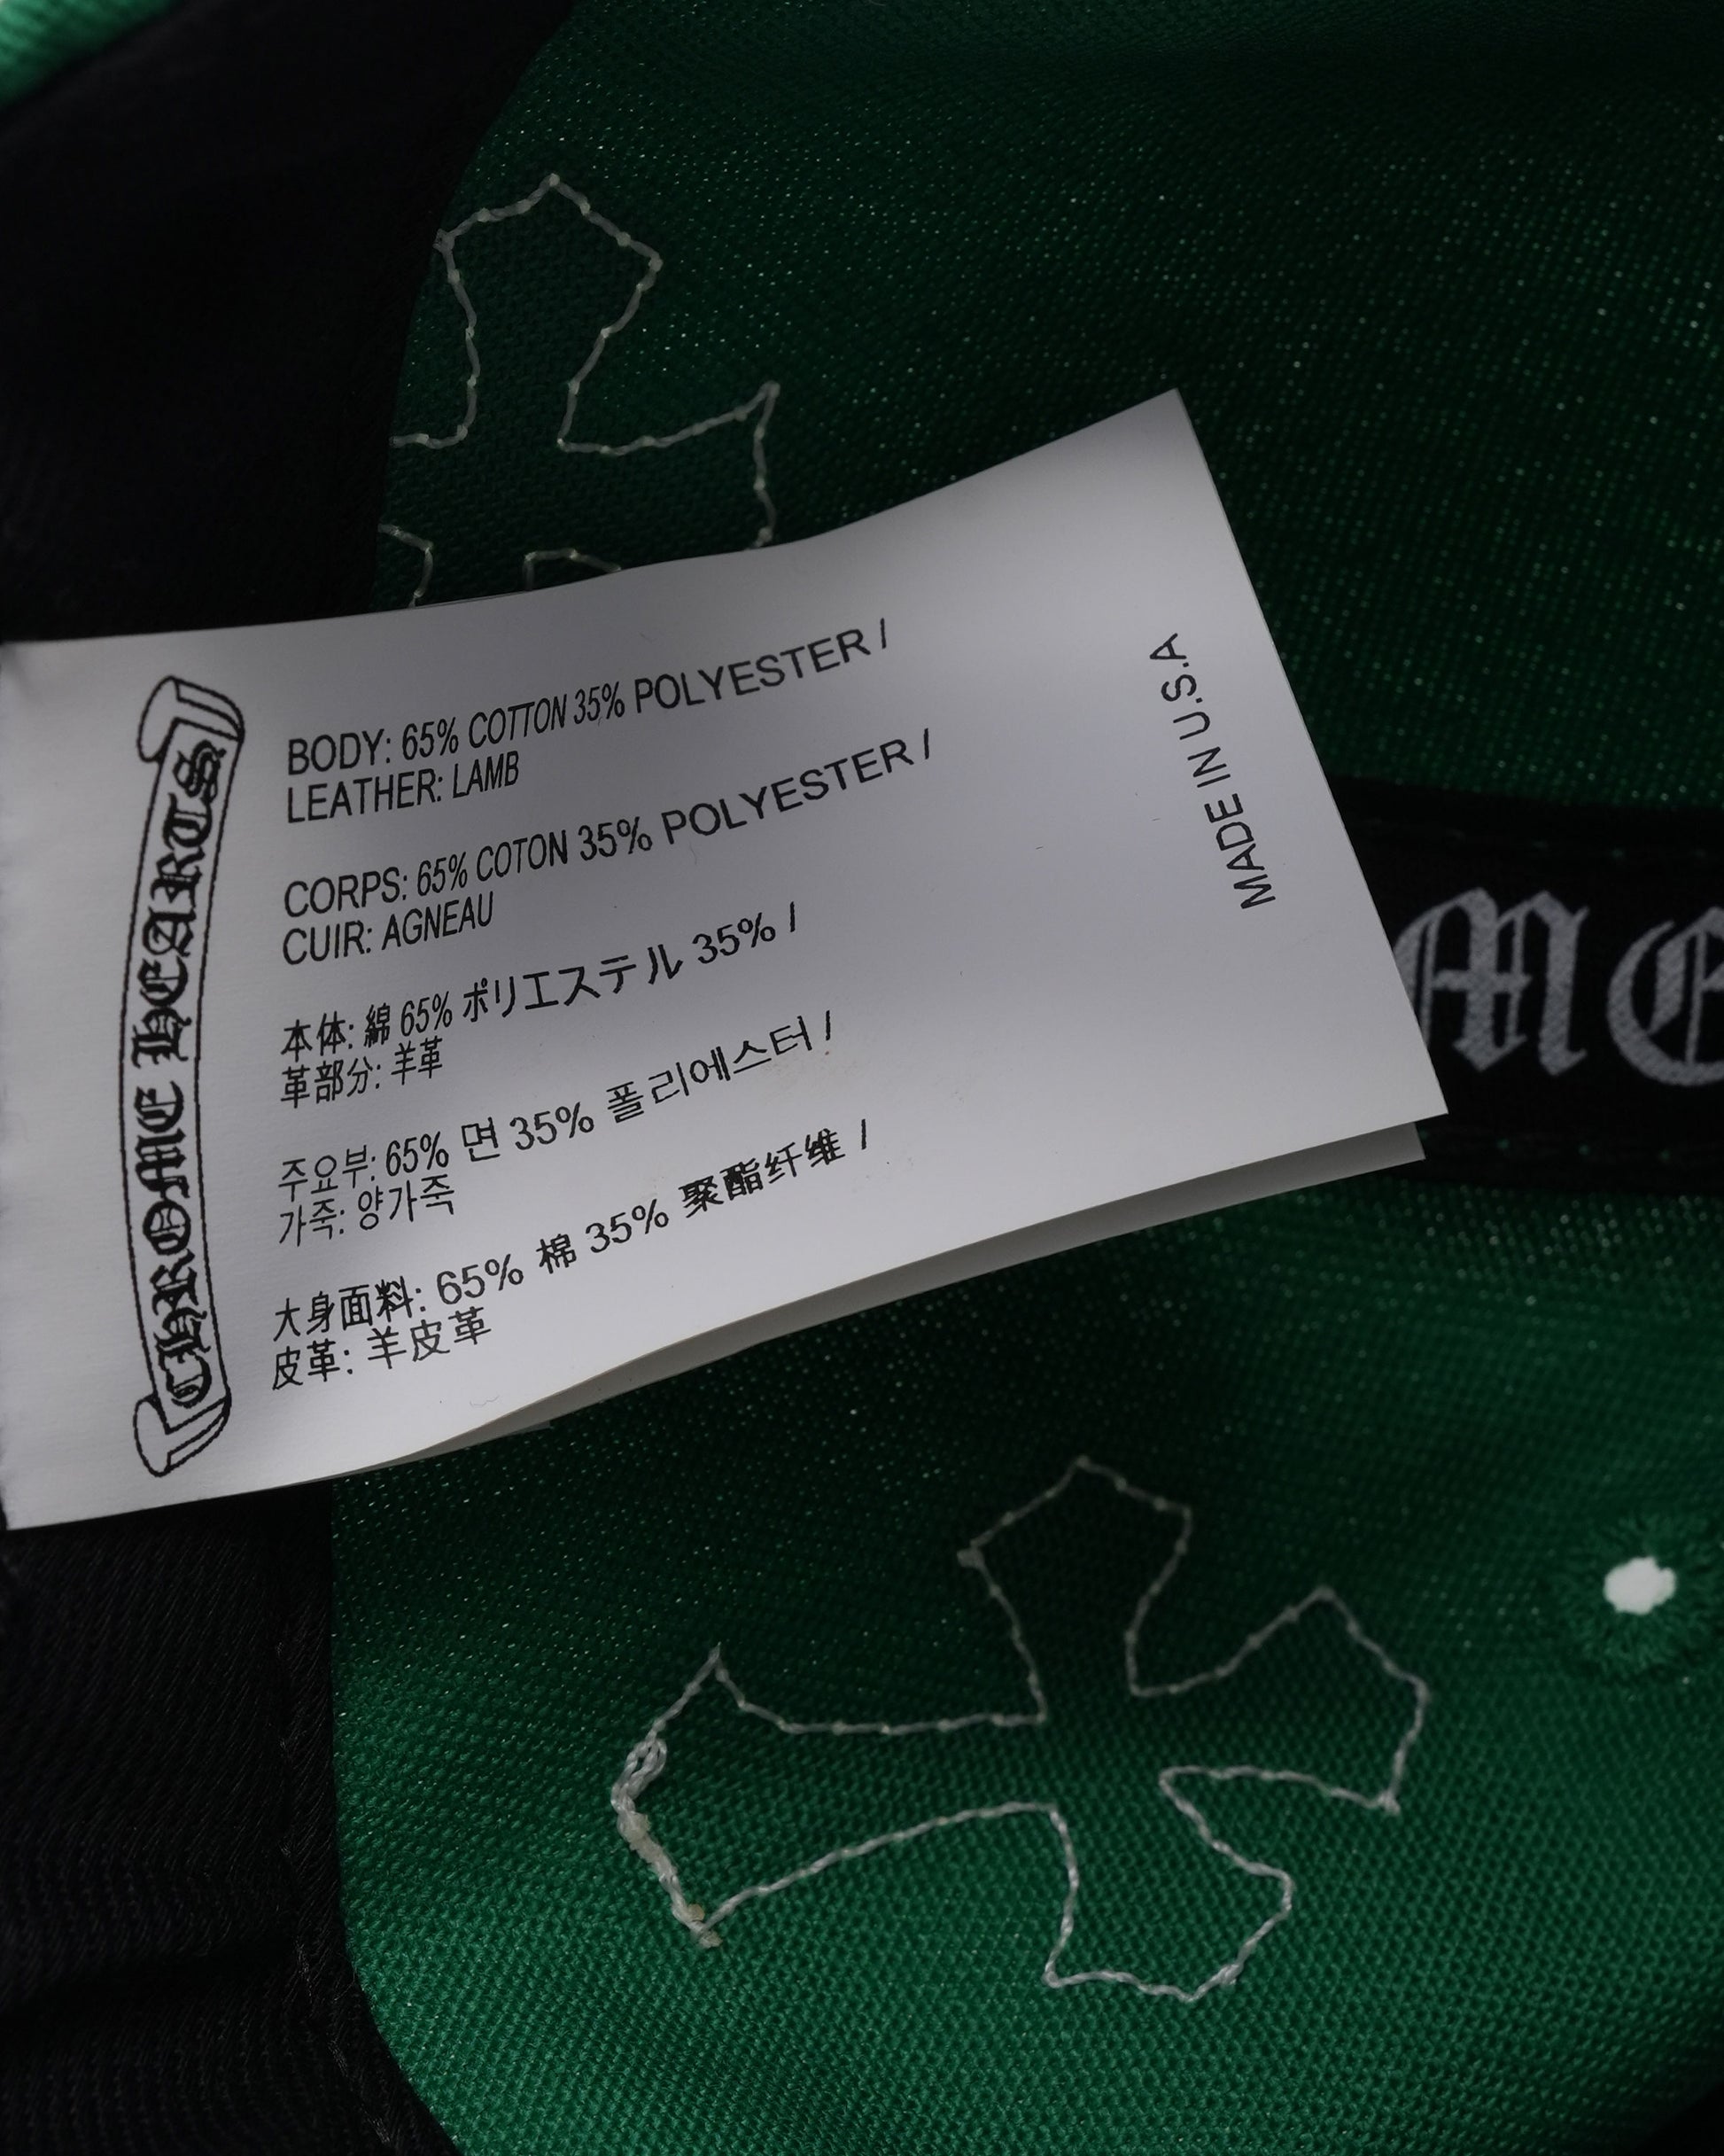 CHROME HEARTS
BODY: 65% COTTON 35% POLYESTER /
LEATHER: LAMB
CORPS: 65% COTON 35% POLYESTER /
CUIR: AGNEAU
本体: 綿 65% ポリエステル 35% /
革部分: 羊革
주요부: 65% 면 35% 폴리에스터 /
가죽: 양가죽
大身面料: 65% 棉 35% 聚酯纤维 /
皮革: 羊皮革
MADE IN U.S.A
ME